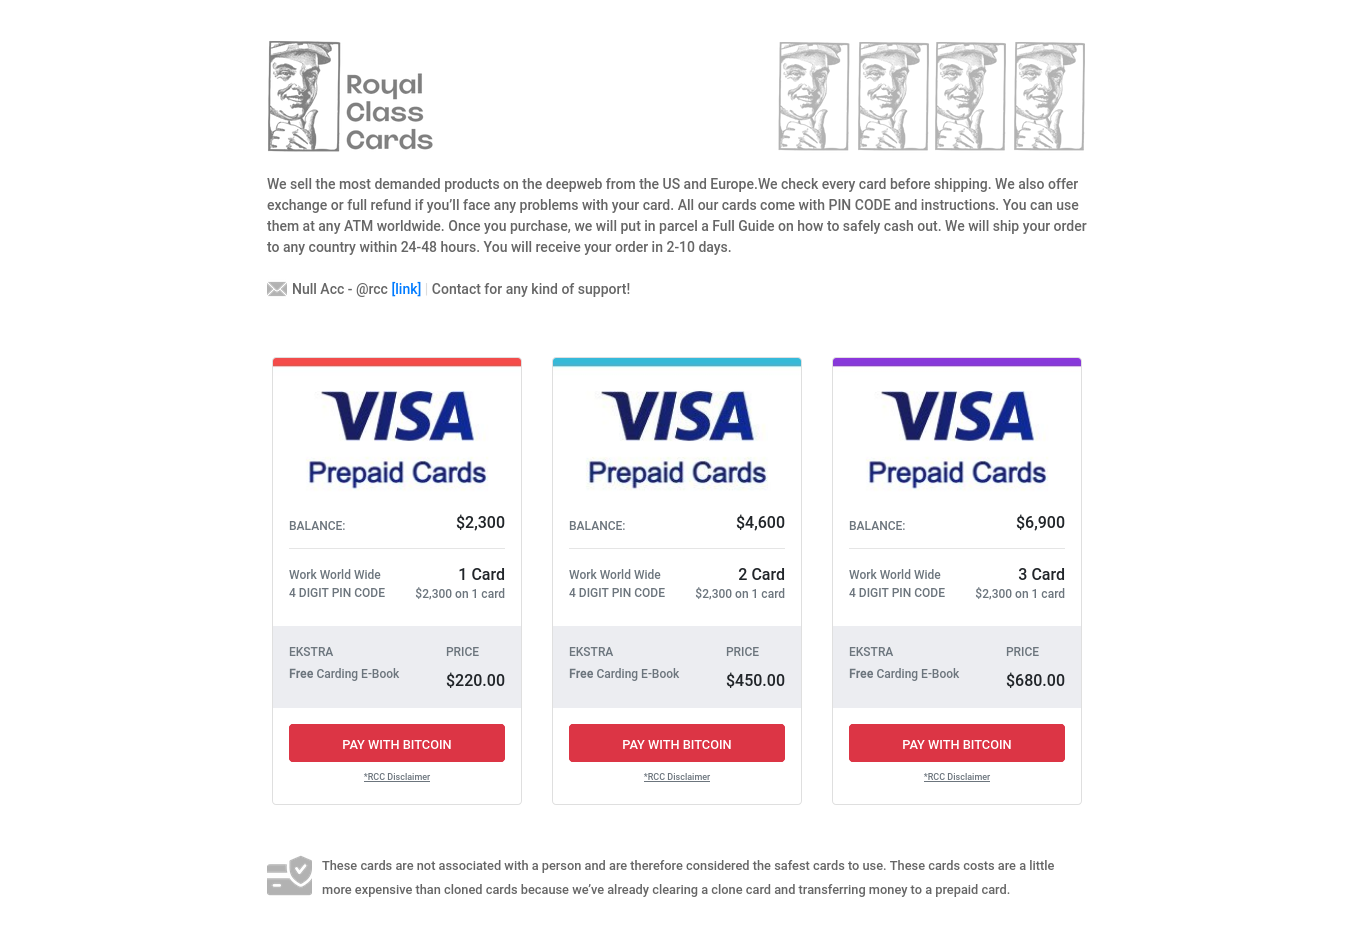 Royal
Class
Cards
We sell the most demanded products on the deepweb from the US and Europe.We check every card before shipping. We also offer
exchange or full refund if you’ll face any problems with your card. All our cards come with PIN CODE and instructions. You can use
them at any ATM worldwide. Once you purchase, we will put in parcel a Full Guide on how to safely cash out. We will ship your order
to any country within 24-48 hours. You will receive your order in 2-10 days.
Null Acc - @rcc [link] | Contact for any kind of support!
VISA
Prepaid Cards
BALANCE: $2,300
Work World Wide 1 Card
4 DIGIT PIN CODE $2,300 on 1 card
EKSTRA PRICE
Free Carding E-Book $220.00
PAY WITH BITCOIN
*RCC Disclaimer
VISA
Prepaid Cards
BALANCE: $4,600
Work World Wide 2 Card
4 DIGIT PIN CODE $2,300 on 1 card
EKSTRA PRICE
Free Carding E-Book $450.00
PAY WITH BITCOIN
*RCC Disclaimer
VISA
Prepaid Cards
BALANCE: $6,900
Work World Wide 3 Card
4 DIGIT PIN CODE $2,300 on 1 card
EKSTRA PRICE
Free Carding E-Book $680.00
PAY WITH BITCOIN
*RCC Disclaimer
These cards are not associated with a person and are therefore considered the safest cards to use. These cards costs are a little
more expensive than cloned cards because we’ve already clearing a clone card and transferring money to a prepaid card.